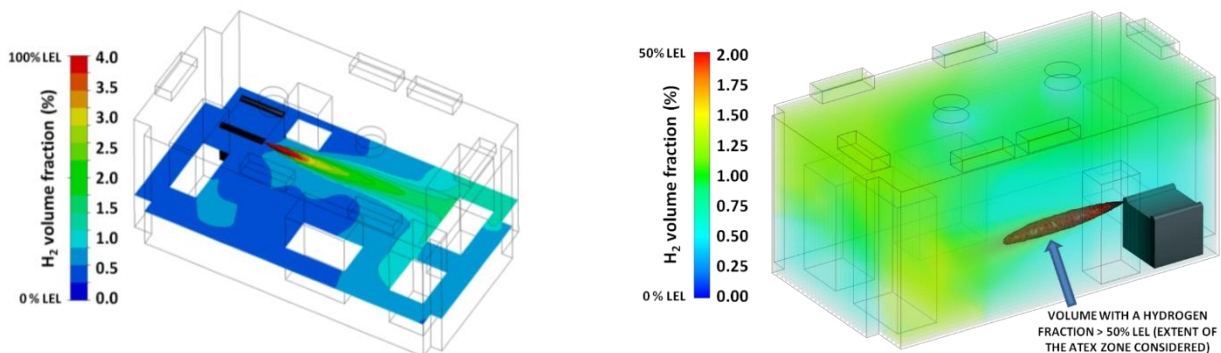 100% LEL
4.0
3.5
3.0
2.5
2.0
1.5
1.0
0.5
0.0
0 % LEL
H₂ volume fraction (%)
50% LEL
2.00
1.75
1.50
1.25
1.00
0.75
0.50
0.25
0.00
0 % LEL
H₂ volume fraction (%)
VOLUME WITH A HYDROGEN
FRACTION > 50% LEL (EXTENT OF
THE ATEX ZONE CONSIDERED)